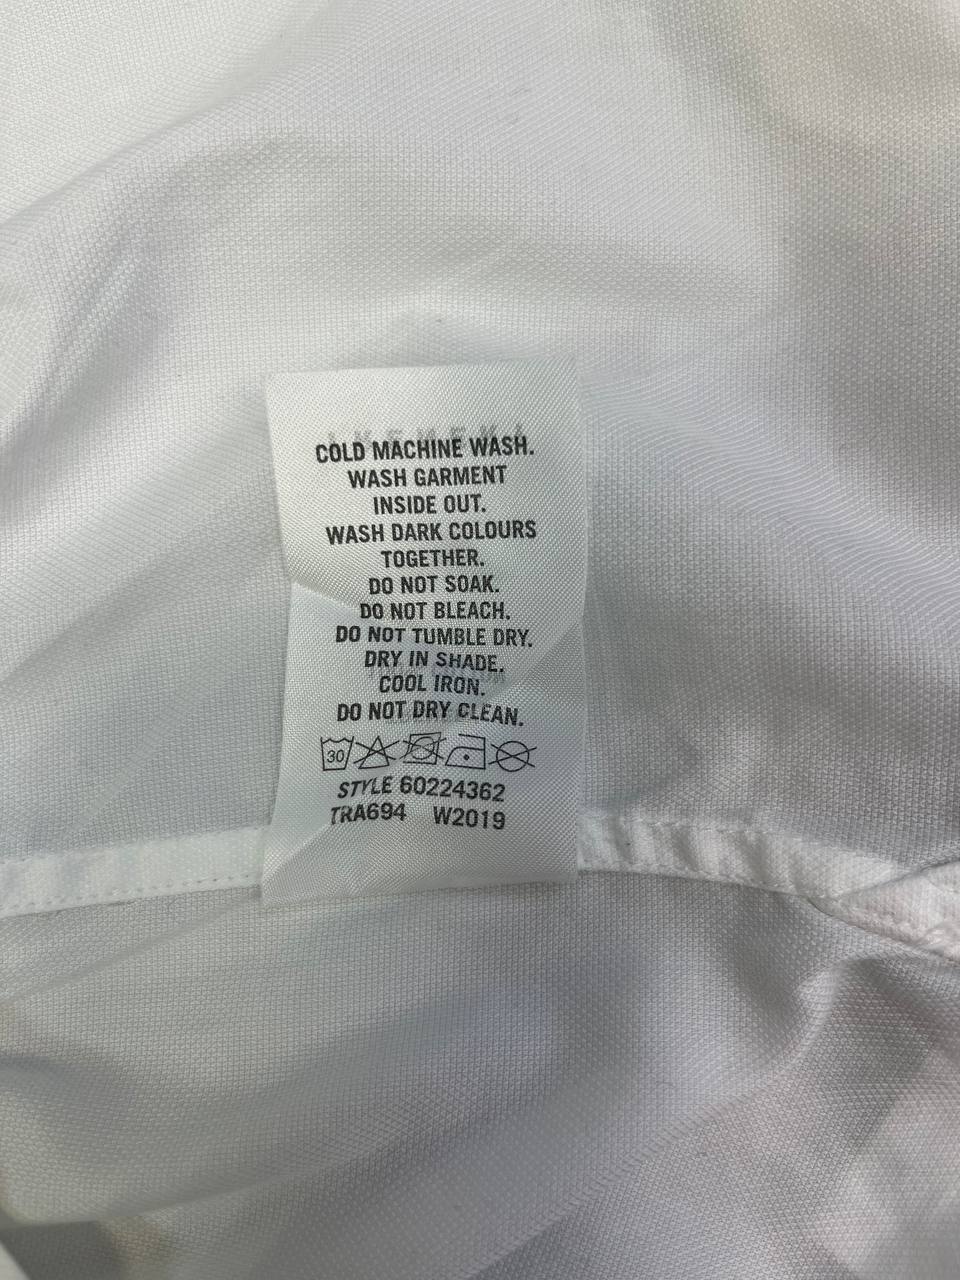 COLD MACHINE WASH.
WASH GARMENT
INSIDE OUT.
WASH DARK COLOURS
TOGETHER.
DO NOT SOAK.
DO NOT BLEACH.
DO NOT TUMBLE DRY.
DRY IN SHADE.
COOL IRON.
DO NOT DRY CLEAN.
30
STYLE 60224362
TRA694 W2019